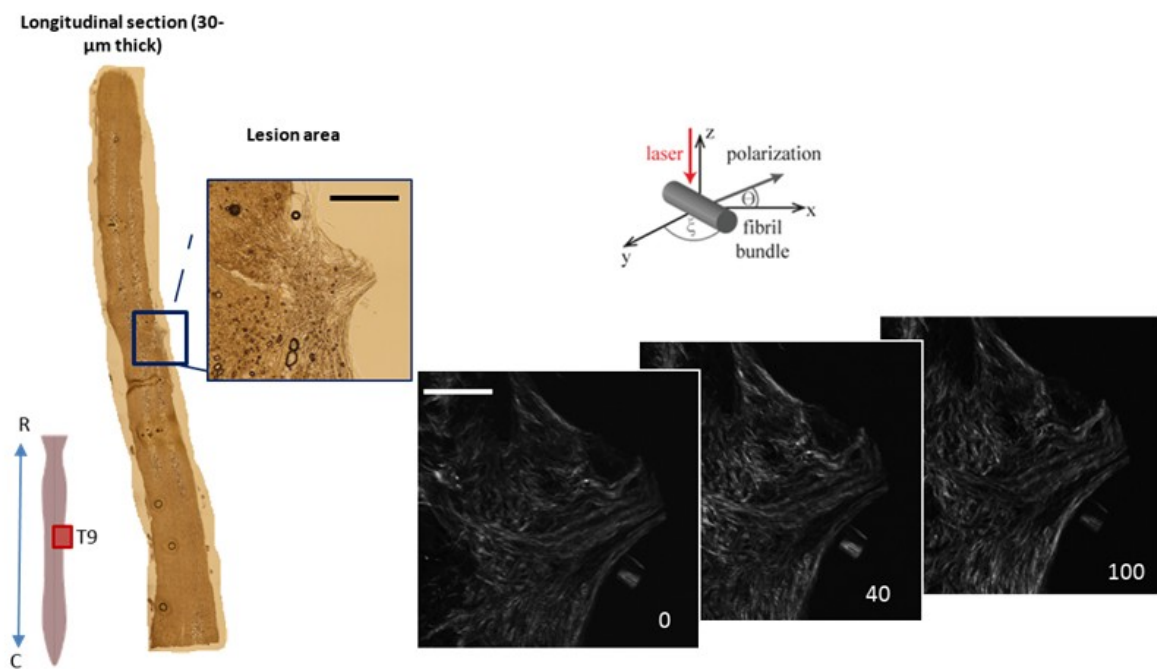 Longitudinal section (30-
μm thick)
Lesion area
laser
z
polarization
Θ
x
ξ
fibril
bundle
y
R
T9
C
0
40
100